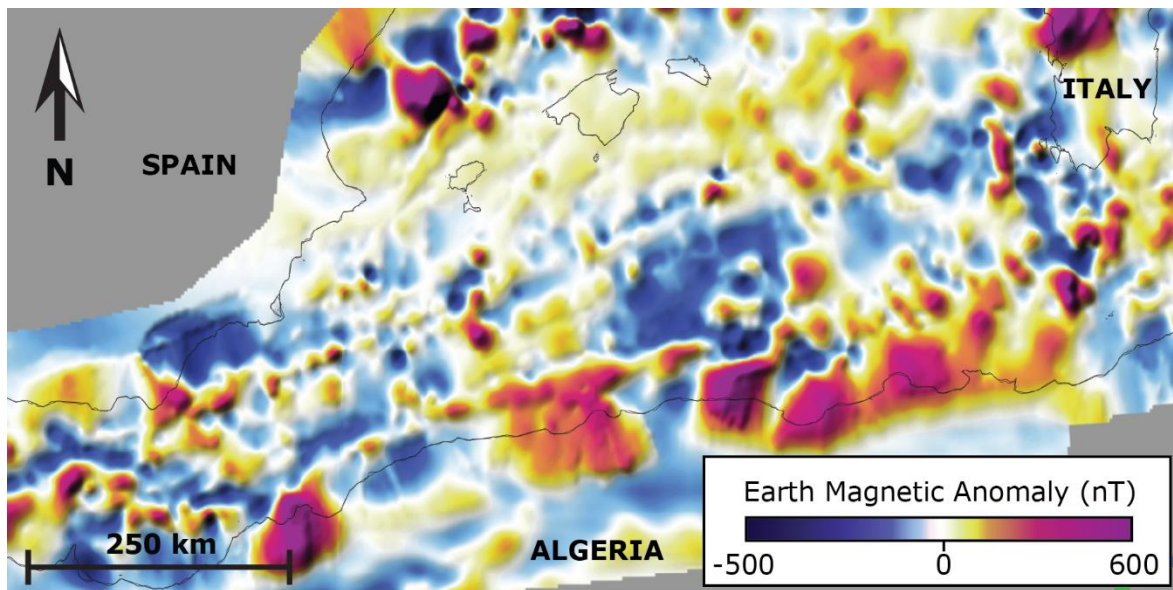 ITALY
SPAIN
N
250 km
ALGERIA
Earth Magnetic Anomaly (nT)
-500 0 600